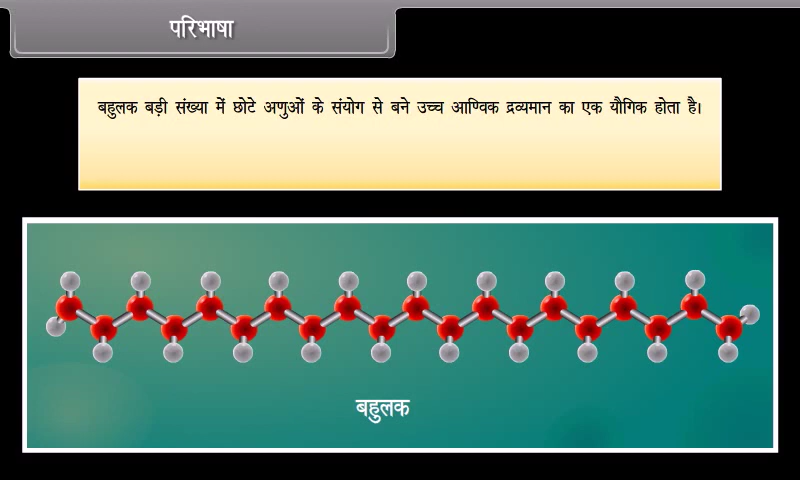 परिभाषा
बहुलक बड़ी संख्या में छोटे अणुओं के संयोग से बने उच्च आण्विक द्रव्यमान का एक यौगिक होता है।
बहुलक